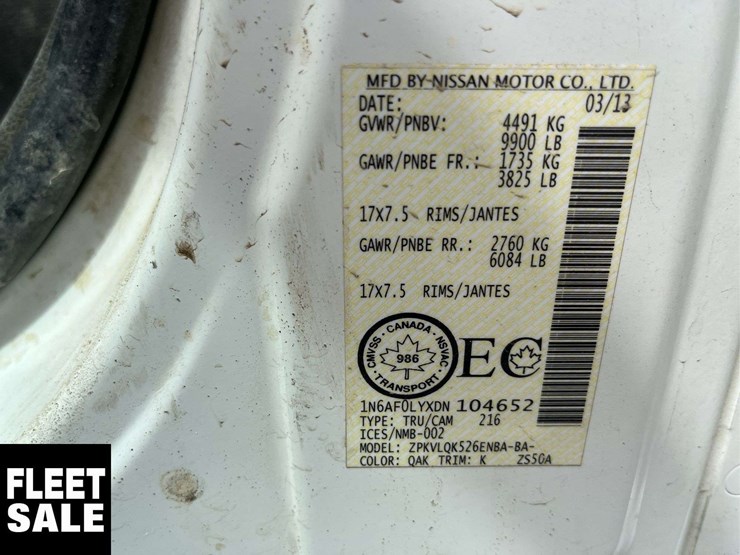 MFD BY NISSAN MOTOR CO., LTD.
DATE: 03/13
GVWR/PNBV: 4491 KG
9900 LB
GAWR/PNBE FR.: 1735 KG
3825 LB
17X7.5 RIMS/JANTES
GAWR/PNBE RR.: 2760 KG
6084 LB
17X7.5 RIMS/JANTES
CANADA
CMVSS NSVAC
986
TRANSPORT
EC
1N6AF0LYXDN 104652
TYPE: TRU/CAM 216
ICES/NMB-002
MODEL: ZPKVLQK526ENBA-BA-
COLOR: QAK TRIM: K ZS50A
FLEET
SALE